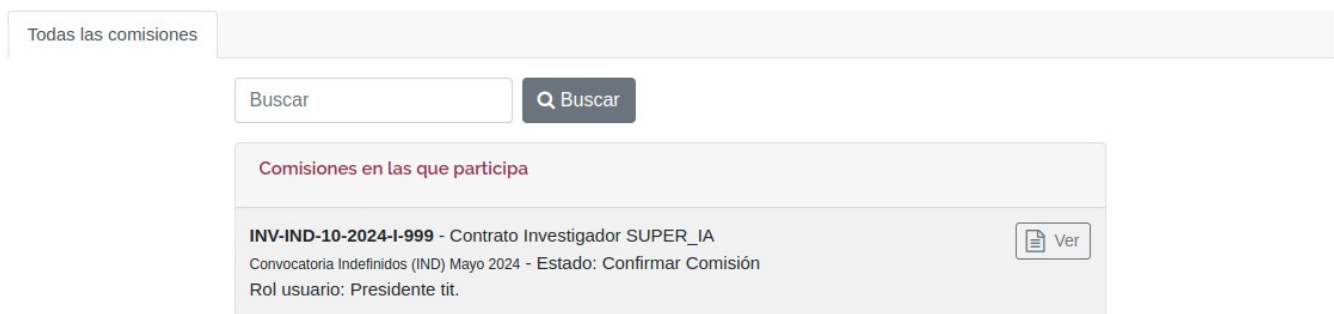 Todas las comisiones
Buscar
Buscar
Comisiones en las que participa
INV-IND-10-2024-I-999 - Contrato Investigador SUPER_IA
Ver
Convocatoria Indefinidos (IND) Mayo 2024 - Estado: Confirmar Comisión
Rol usuario: Presidente tit.